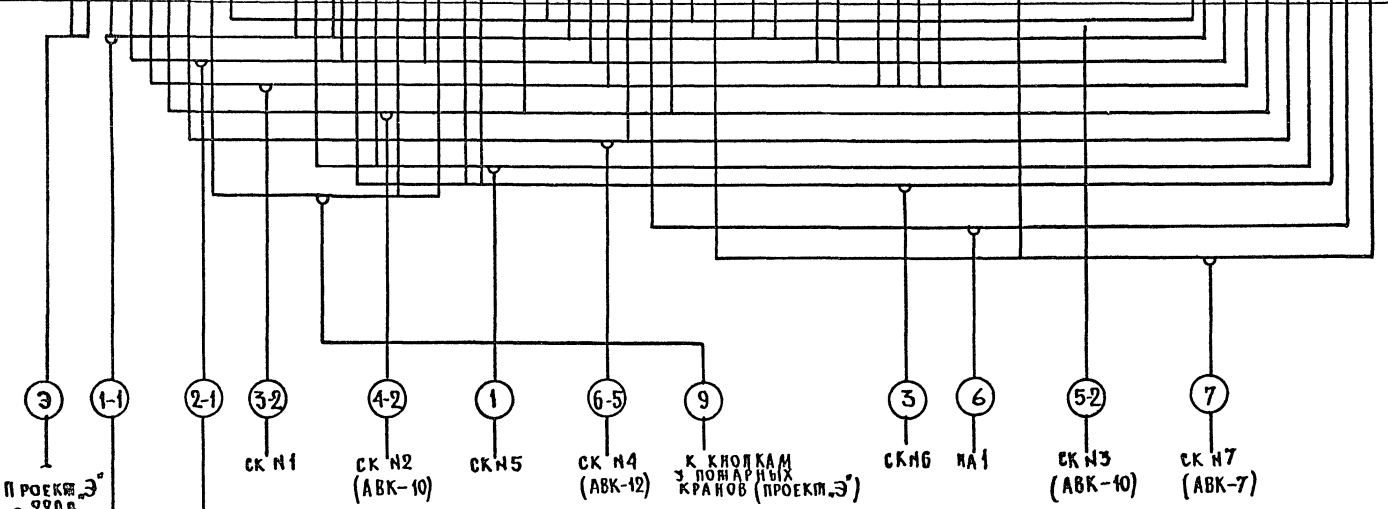 Э
1-1
2-1
3-2
4-2
1
6-5
9
3
6
5-2
7
ПРОЕКТ „Э"
СК N1
СК N2
(АВК-10)
СК N5
СК N4
(АВК-12)
К КНОПКАМ
У ПОЖАРНЫХ
КРАНОВ (ПРОЕКТ „Э")
СК N6
МА1
СК N3
(АВК-10)
СК N7
(АВК-7)